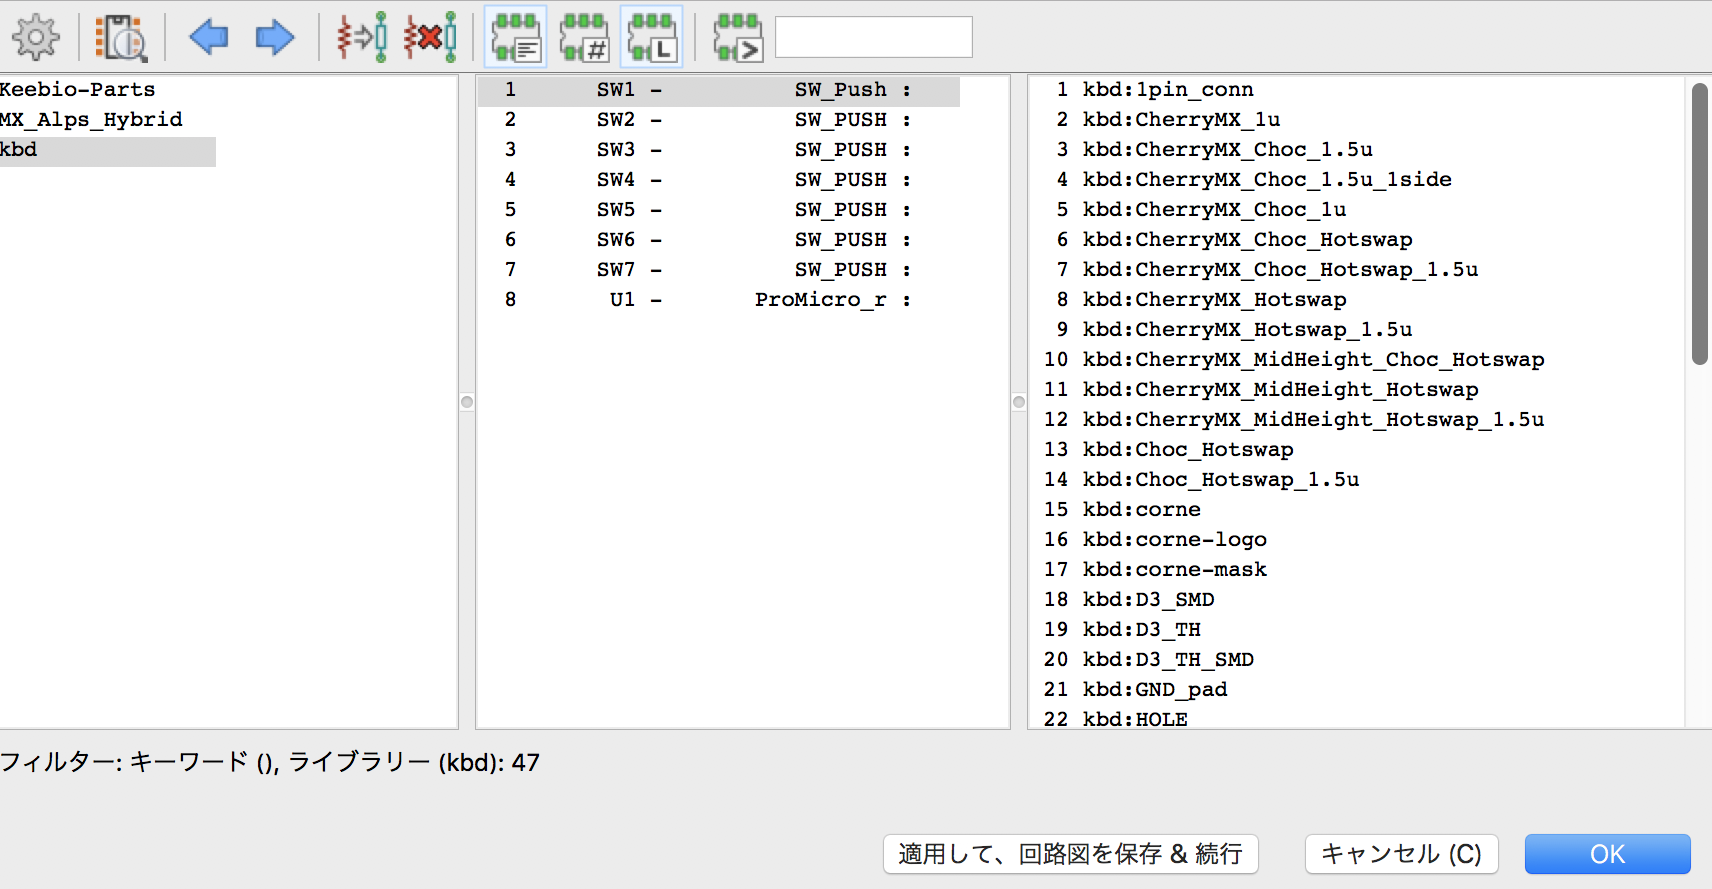 Keebio-Parts
MX_Alps_Hybrid
kbd
1 SW1 - SW_Push :
2 SW2 - SW_PUSH :
3 SW3 - SW_PUSH :
4 SW4 - SW_PUSH :
5 SW5 - SW_PUSH :
6 SW6 - SW_PUSH :
7 SW7 - SW_PUSH :
8 U1 - ProMicro_r :
1 kbd:1pin_conn
2 kbd:CherryMX_1u
3 kbd:CherryMX_Choc_1.5u
4 kbd:CherryMX_Choc_1.5u_1side
5 kbd:CherryMX_Choc_1u
6 kbd:CherryMX_Choc_Hotswap
7 kbd:CherryMX_Choc_Hotswap_1.5u
8 kbd:CherryMX_Hotswap
9 kbd:CherryMX_Hotswap_1.5u
10 kbd:CherryMX_MidHeight_Choc_Hotswap
11 kbd:CherryMX_MidHeight_Hotswap
12 kbd:CherryMX_MidHeight_Hotswap_1.5u
13 kbd:Choc_Hotswap
14 kbd:Choc_Hotswap_1.5u
15 kbd:corne
16 kbd:corne-logo
17 kbd:corne-mask
18 kbd:D3_SMD
19 kbd:D3_TH
20 kbd:D3_TH_SMD
21 kbd:GND_pad
22 kbd:HOLE
フィルター: キーワード (), ライブラリー (kbd): 47
適用して、回路図を保存 & 続行
キャンセル (C)
OK